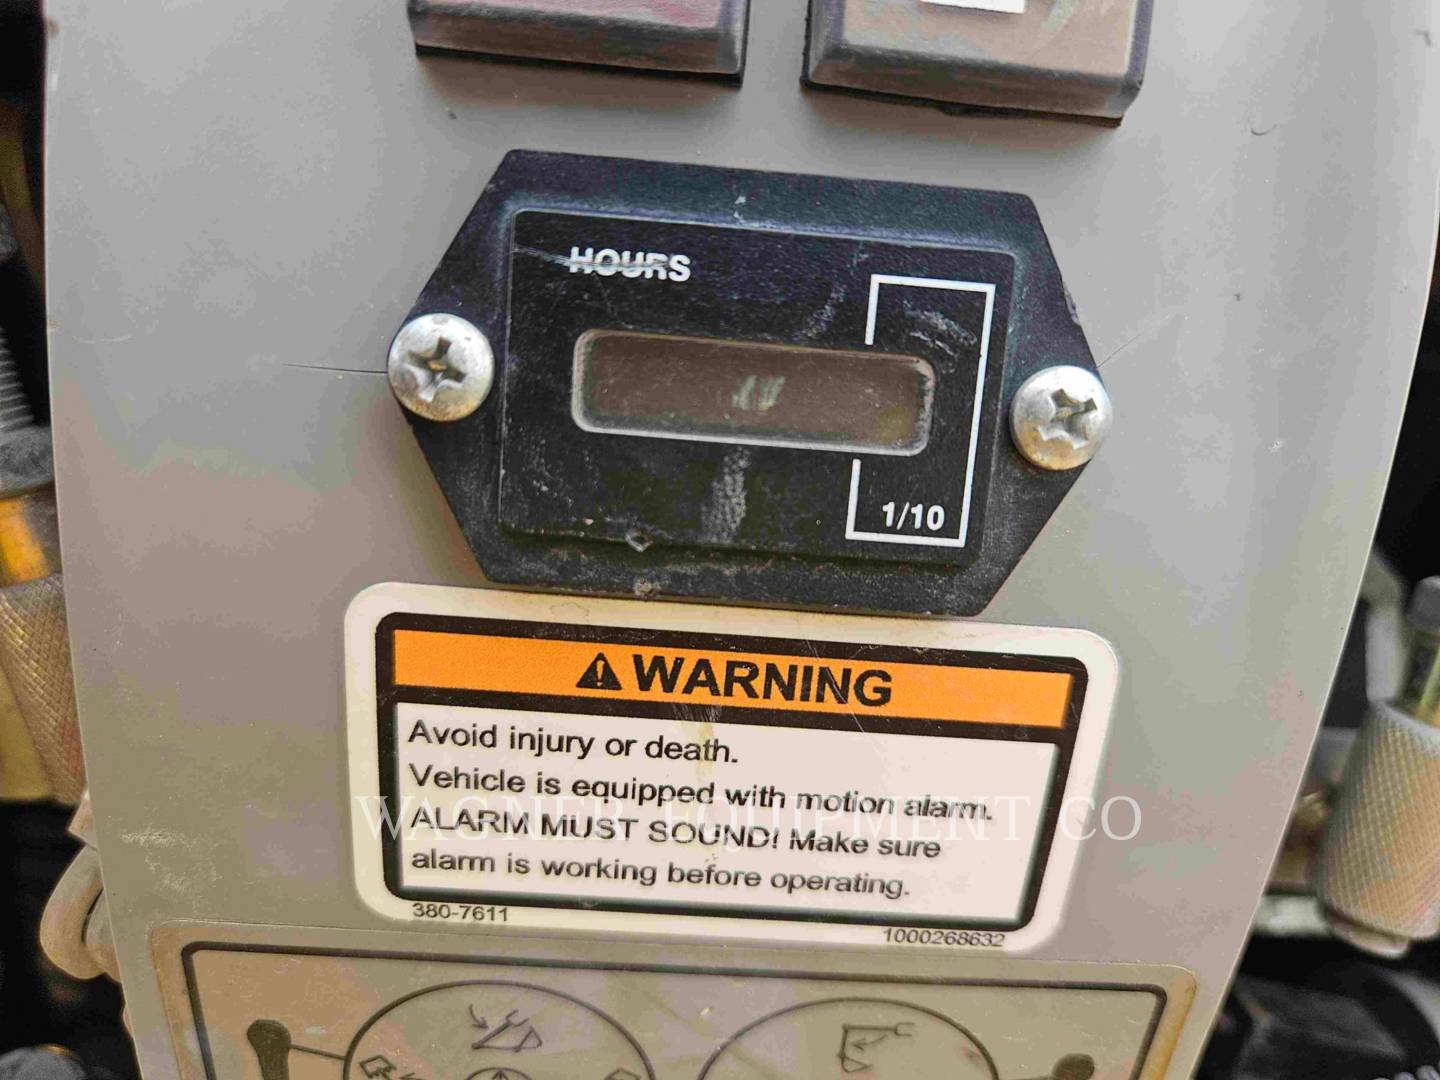 HOURS
1/10
WARNING
Avoid injury or death.
Vehicle is equipped with motion alarm.
ALARM MUST SOUND! Make sure
alarm is working before operating.
380-7611
1000268632
WAGNER EQUIPMENT CO